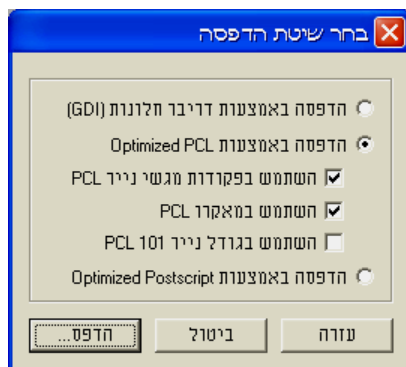 בחר שיטת הדפסה
הדפסה באמצעות דריבר חלונות (GDI)
הדפסה באמצעות Optimized PCL
השתמש בפקודות מגשי נייר PCL
השתמש במאקרו PCL
השתמש בגודל נייר PCL 101
הדפסה באמצעות Optimized Postscript
עזרה ביטול הדפס...